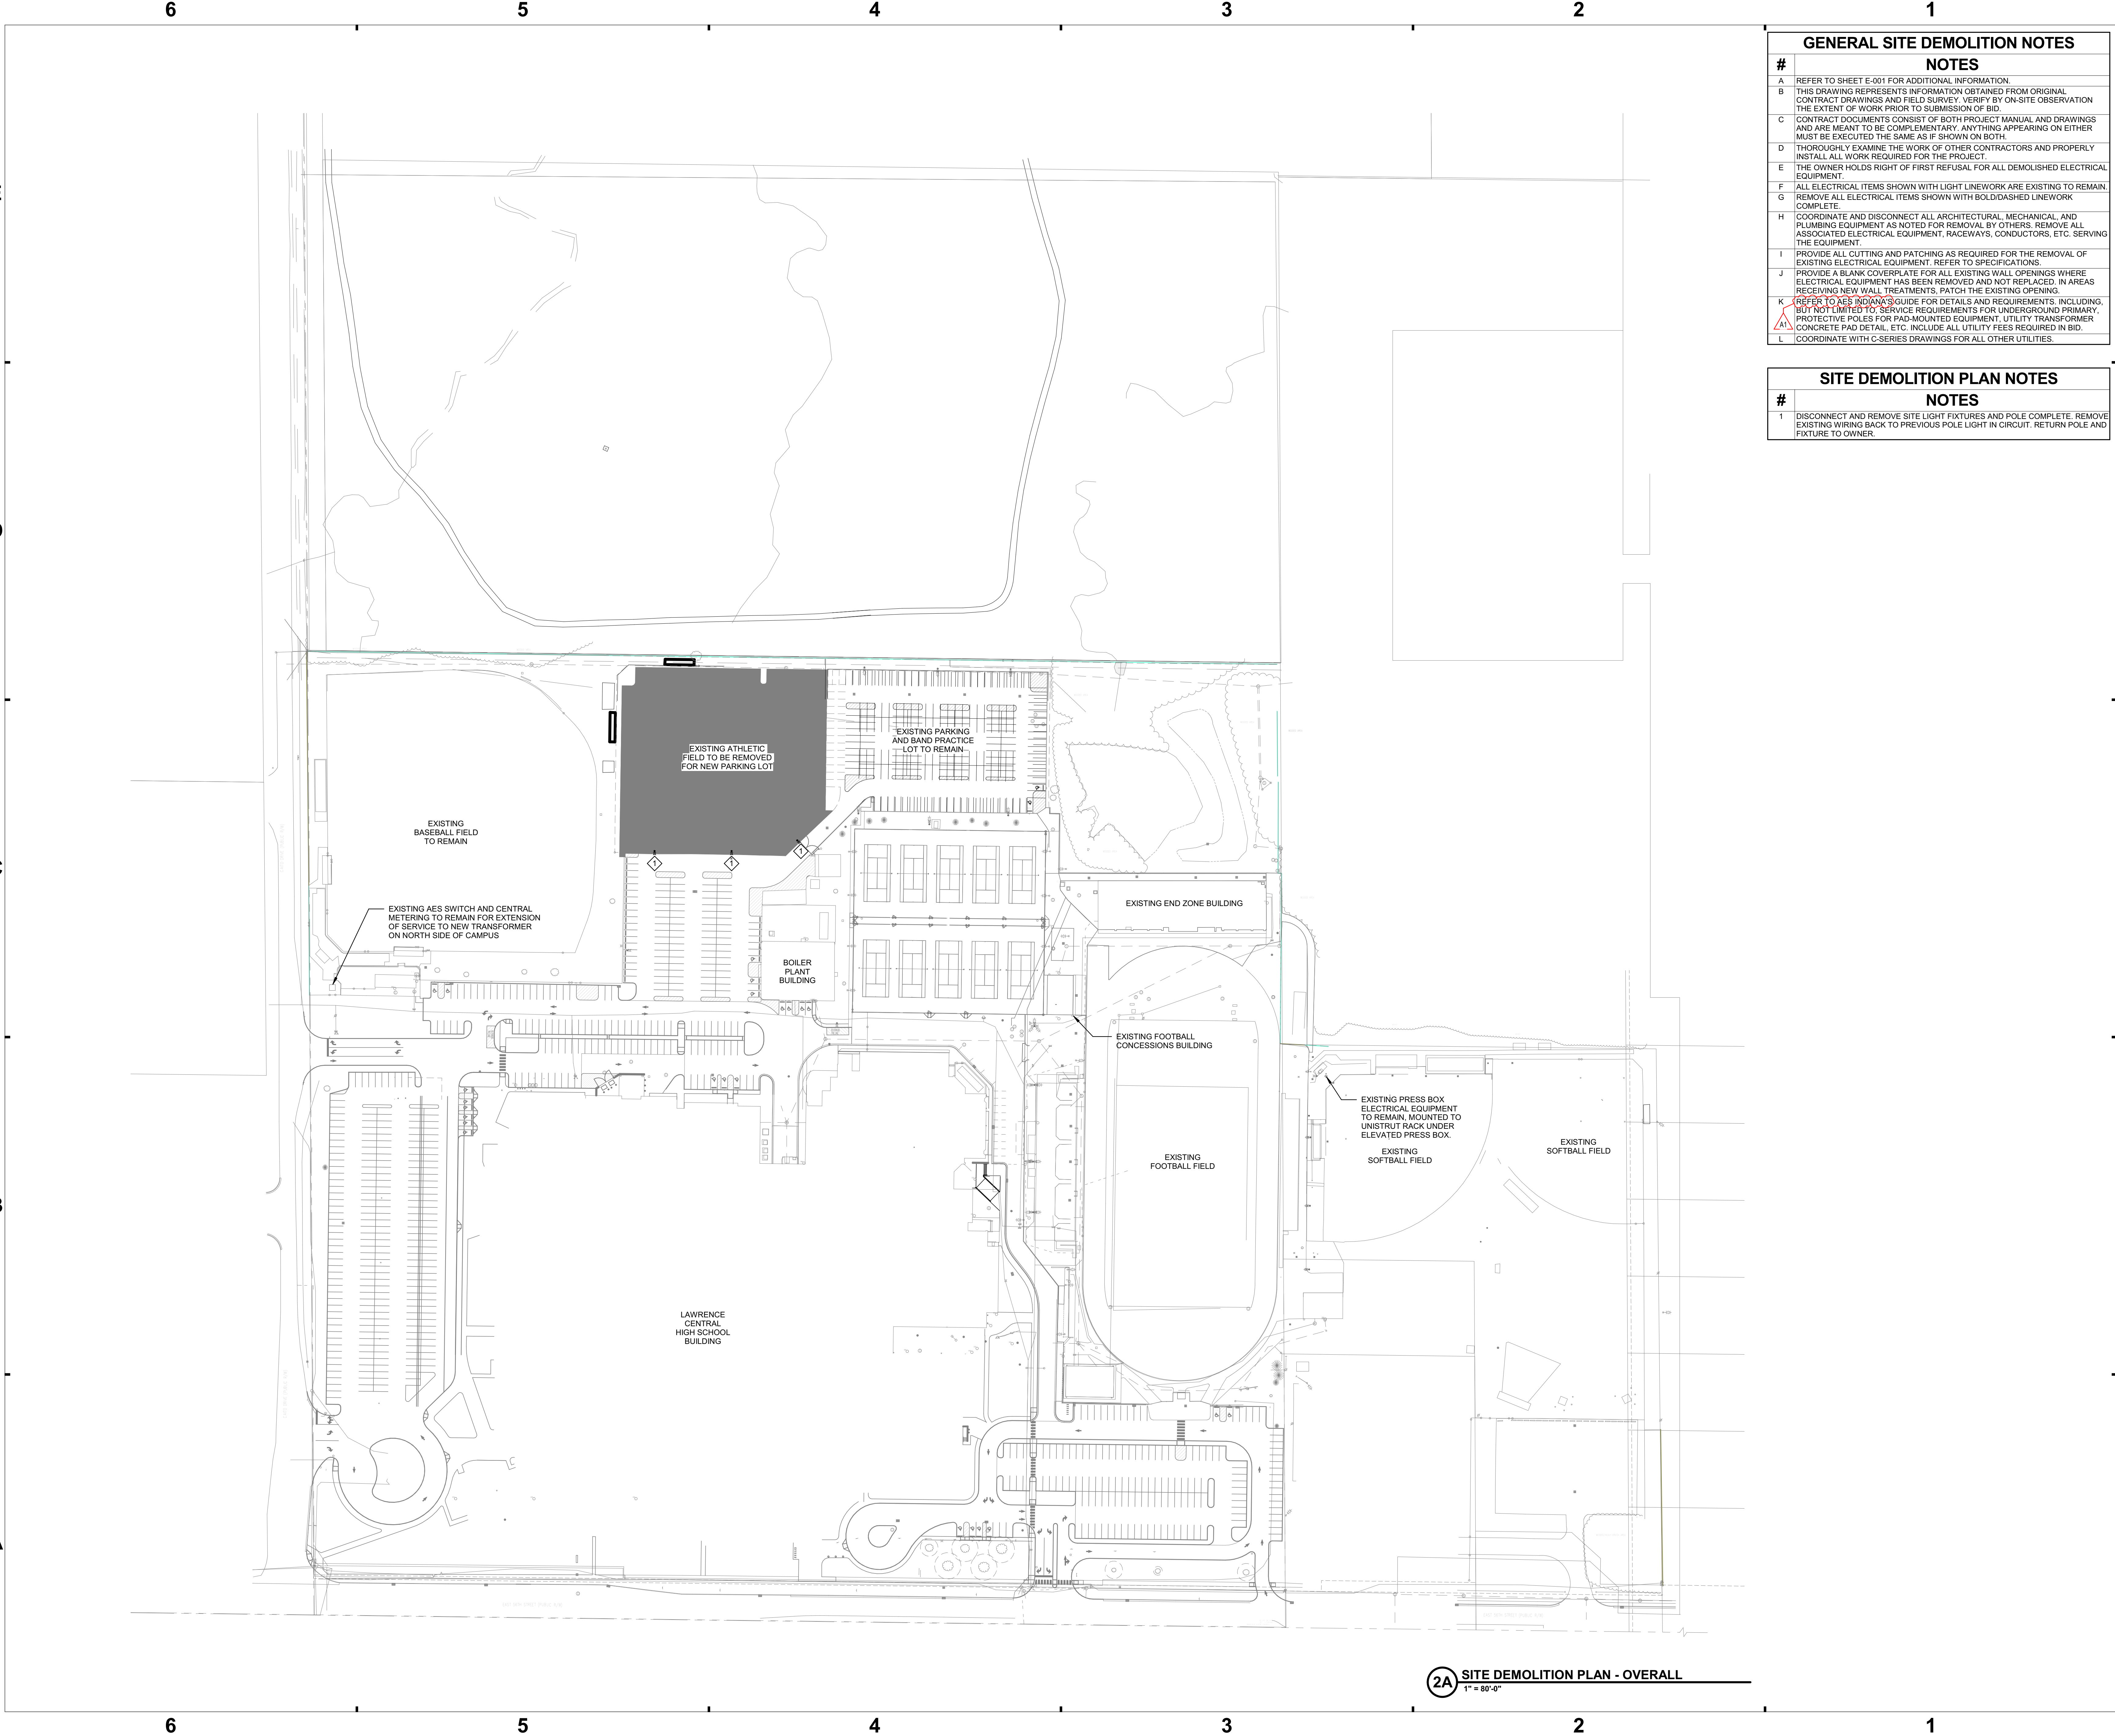 6 5 4 3 2 1
GENERAL SITE DEMOLITION NOTES
# NOTES
A REFER TO SHEET E-001 FOR ADDITIONAL INFORMATION.
B THIS DRAWING REPRESENTS INFORMATION OBTAINED FROM ORIGINAL
CONTRACT DRAWINGS AND FIELD SURVEY. VERIFY BY ON-SITE OBSERVATION
THE EXTENT OF WORK PRIOR TO SUBMISSION OF BID.
C CONTRACT DOCUMENTS CONSIST OF BOTH PROJECT MANUAL AND DRAWINGS
AND ARE MEANT TO BE COMPLEMENTARY. ANYTHING APPEARING ON EITHER
MUST BE EXECUTED THE SAME AS IF SHOWN ON BOTH.
D THOROUGHLY EXAMINE THE WORK OF OTHER CONTRACTORS AND PROPERLY
INSTALL ALL WORK REQUIRED FOR THE PROJECT.
E THE OWNER HOLDS RIGHT OF FIRST REFUSAL FOR ALL DEMOLISHED ELECTRICAL
EQUIPMENT.
F ALL ELECTRICAL ITEMS SHOWN WITH LIGHT LINEWORK ARE EXISTING TO REMAIN.
G REMOVE ALL ELECTRICAL ITEMS SHOWN WITH BOLD/DASHED LINEWORK
COMPLETE.
H COORDINATE AND DISCONNECT ALL ARCHITECTURAL, MECHANICAL, AND
PLUMBING EQUIPMENT AS NOTED FOR REMOVAL BY OTHERS. REMOVE ALL
ASSOCIATED ELECTRICAL EQUIPMENT, RACEWAYS, CONDUCTORS, ETC. SERVING
THE EQUIPMENT.
I PROVIDE ALL CUTTING AND PATCHING AS REQUIRED FOR THE REMOVAL OF
EXISTING ELECTRICAL EQUIPMENT. REFER TO SPECIFICATIONS.
J PROVIDE A BLANK COVERPLATE FOR ALL EXISTING WALL OPENINGS WHERE
ELECTRICAL EQUIPMENT HAS BEEN REMOVED AND NOT REPLACED. IN AREAS
RECEIVING NEW WALL TREATMENTS, PATCH THE EXISTING OPENING.
K REFER TO AES INDIANA'S GUIDE FOR DETAILS AND REQUIREMENTS. INCLUDING,
BUT NOT LIMITED TO, SERVICE REQUIREMENTS FOR UNDERGROUND PRIMARY,
PROTECTIVE POLES FOR PAD-MOUNTED EQUIPMENT, UTILITY TRANSFORMER
A1 CONCRETE PAD DETAIL, ETC. INCLUDE ALL UTILITY FEES REQUIRED IN BID.
L COORDINATE WITH C-SERIES DRAWINGS FOR ALL OTHER UTILITIES.
SITE DEMOLITION PLAN NOTES
# NOTES
1 DISCONNECT AND REMOVE SITE LIGHT FIXTURES AND POLE COMPLETE. REMOVE
EXISTING WIRING BACK TO PREVIOUS POLE LIGHT IN CIRCUIT. RETURN POLE AND
FIXTURE TO OWNER.
EXISTING ATHLETIC
FIELD TO BE REMOVED
FOR NEW PARKING LOT
EXISTING PARKING
AND BAND PRACTICE
LOT TO REMAIN
EXISTING
BASEBALL FIELD
TO REMAIN
1 1 1
EXISTING END ZONE BUILDING
EXISTING AES SWITCH AND CENTRAL
METERING TO REMAIN FOR EXTENSION
OF SERVICE TO NEW TRANSFORMER
ON NORTH SIDE OF CAMPUS
BOILER
PLANT
BUILDING
EXISTING FOOTBALL
CONCESSIONS BUILDING
EXISTING PRESS BOX
ELECTRICAL EQUIPMENT
TO REMAIN, MOUNTED TO
UNISTRUT RACK UNDER
ELEVATED PRESS BOX.
EXISTING
SOFTBALL FIELD
EXISTING
SOFTBALL FIELD
EXISTING
FOOTBALL FIELD
LAWRENCE
CENTRAL
HIGH SCHOOL
BUILDING
2A SITE DEMOLITION PLAN - OVERALL
1" = 80'-0"
6 5 4 3 2 1